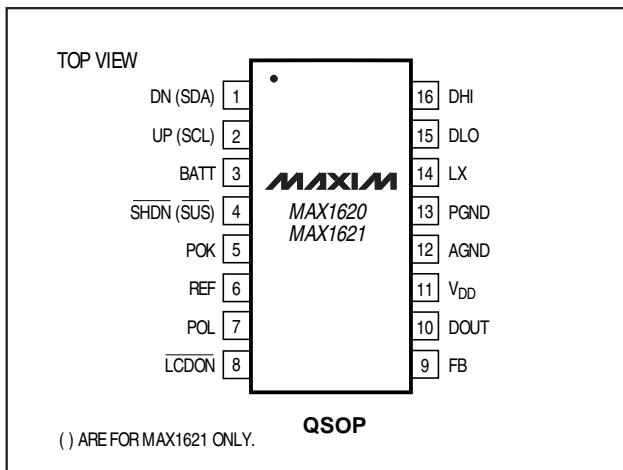 TOP VIEW
DN (SDA) 1
UP (SCL) 2
BATT 3
SHDN (SUS) 4
POK 5
REF 6
POL 7
LCDON 8
MAXIM
MAX1620
MAX1621
16 DHI
15 DLO
14 LX
13 PGND
12 AGND
11 VDD
10 DOUT
9 FB
QSOP
( ) ARE FOR MAX1621 ONLY.